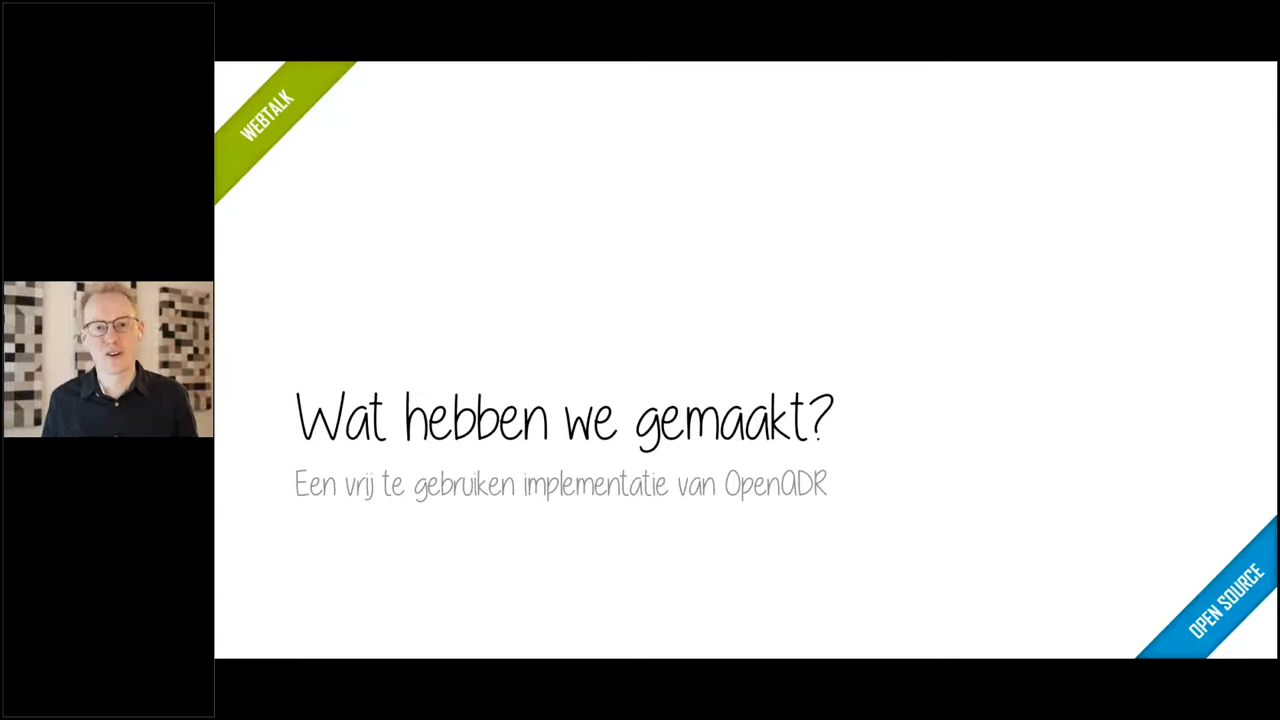 WEBTALK
Wat hebben we gemaakt?
Een vrij te gebruiken implementatie van OpenADR
OPEN SOURCE